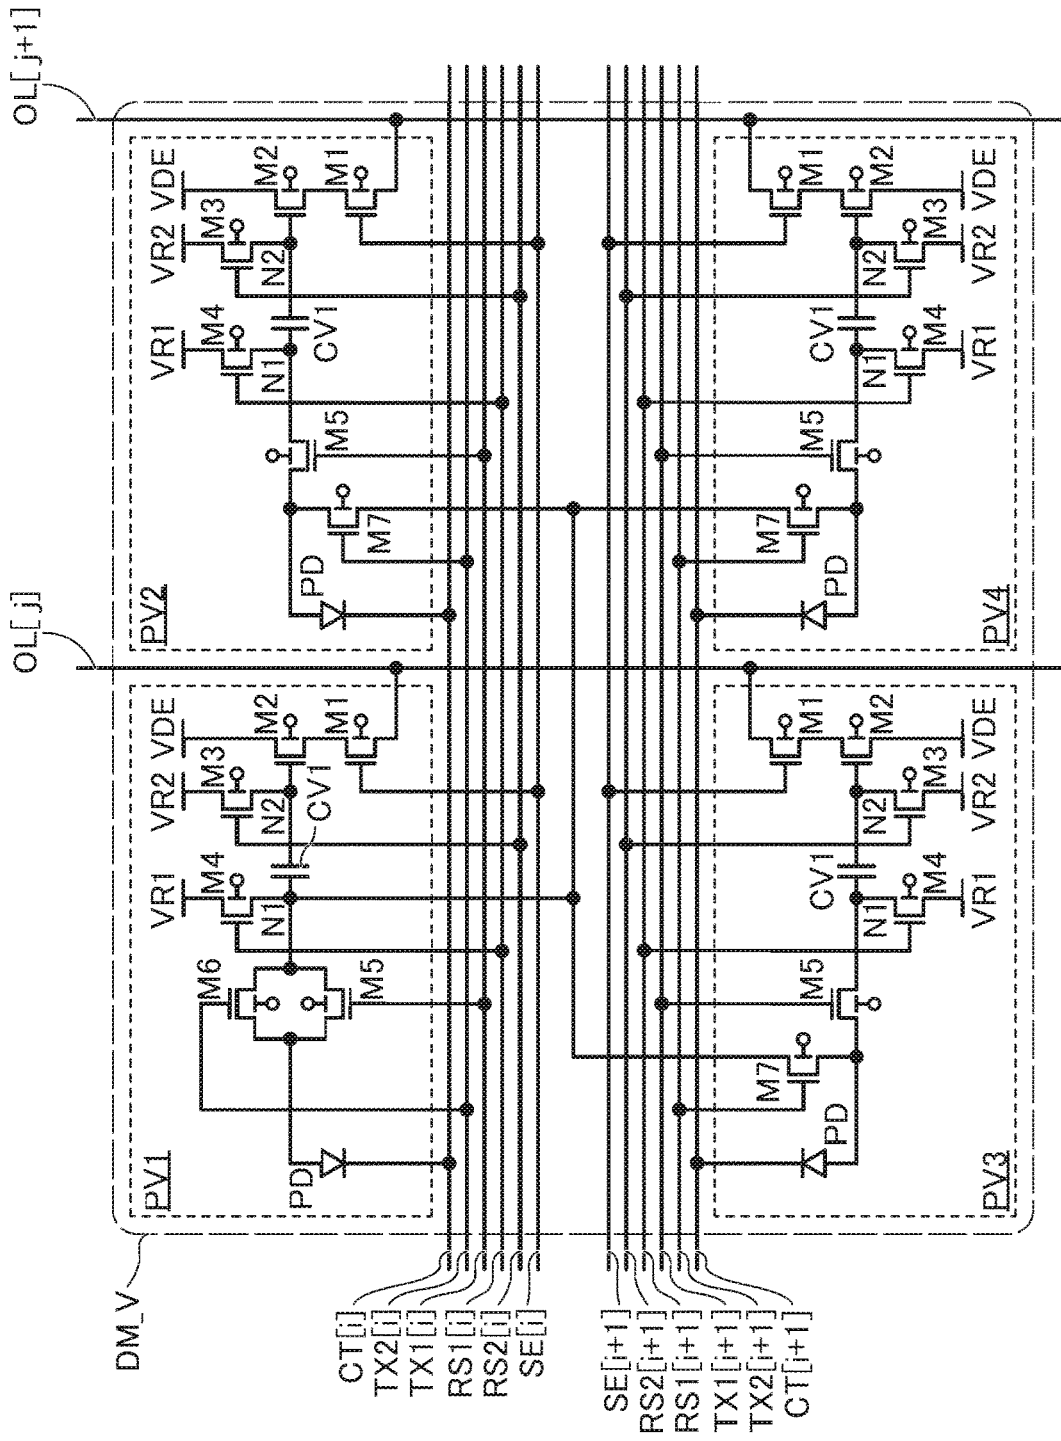 OL[j]
OL[j+1]
DM_V
PV1
VR1
VR2
VDE
PV2
VR1
VR2
VDE
M6
M4
M3
M2
M4
M3
M2
N1
N2
N1
N2
PD
M5
CV1
M1
PD
M7
M5
CV1
M1
CT[i]
TX2[i]
TX1[i]
RS1[i]
RS2[i]
SE[i]
SE[i+1]
RS2[i+1]
RS1[i+1]
TX1[i+1]
TX2[i+1]
CT[i+1]
M7
M5
CV1
M1
M7
M5
CV1
M1
PD
N1
N2
M2
PD
N1
N2
M2
M4
M3
M4
M3
PV3
VR1
VR2
VDE
PV4
VR1
VR2
VDE